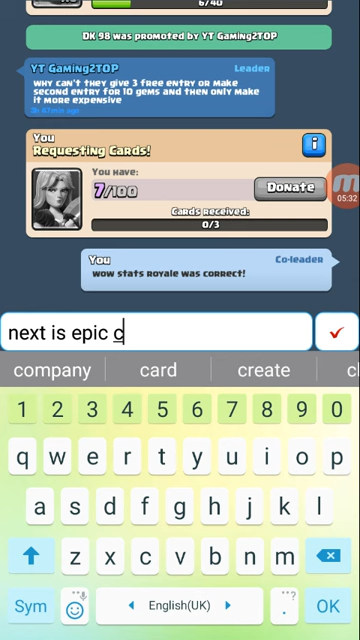 6/40
DK 98 was promoted by YT Gaming2TOP
YT Gaming2TOP Leader
WHY CAN'T THEY GIVE 3 FREE ENTRY OR MAKE
SECOND ENTRY FOR 10 GEMS AND THEN ONLY MAKE
IT MORE EXPENSIVE
You
Requesting Cards!
i
You have:
7/100
Donate
Cards received:
0/3
05:32
You Co-leader
WOW STATS ROYALE WAS CORRECT!
next is epic c
company card create cl
1 2 3 4 5 6 7 8 9 0
q w e r t y u i o p
a s d f g h j k l
z x c v b n m
Sym English(UK) . ? OK